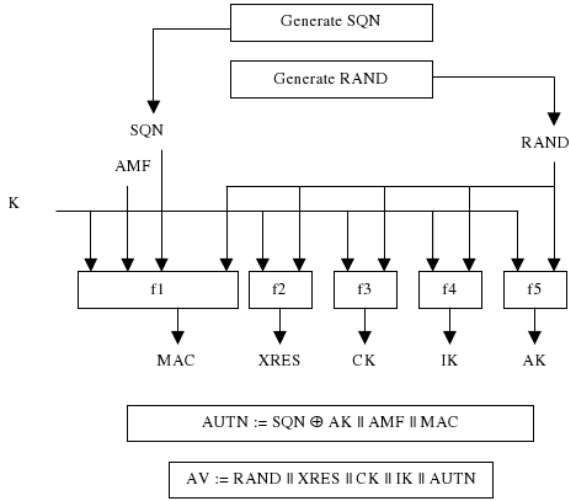 Generate SQN
Generate RAND
SQN
RAND
AMF
K
f1
f2
f3
f4
f5
MAC
XRES
CK
IK
AK
AUTN := SQN ⊕ AK || AMF || MAC
AV := RAND || XRES || CK || IK || AUTN